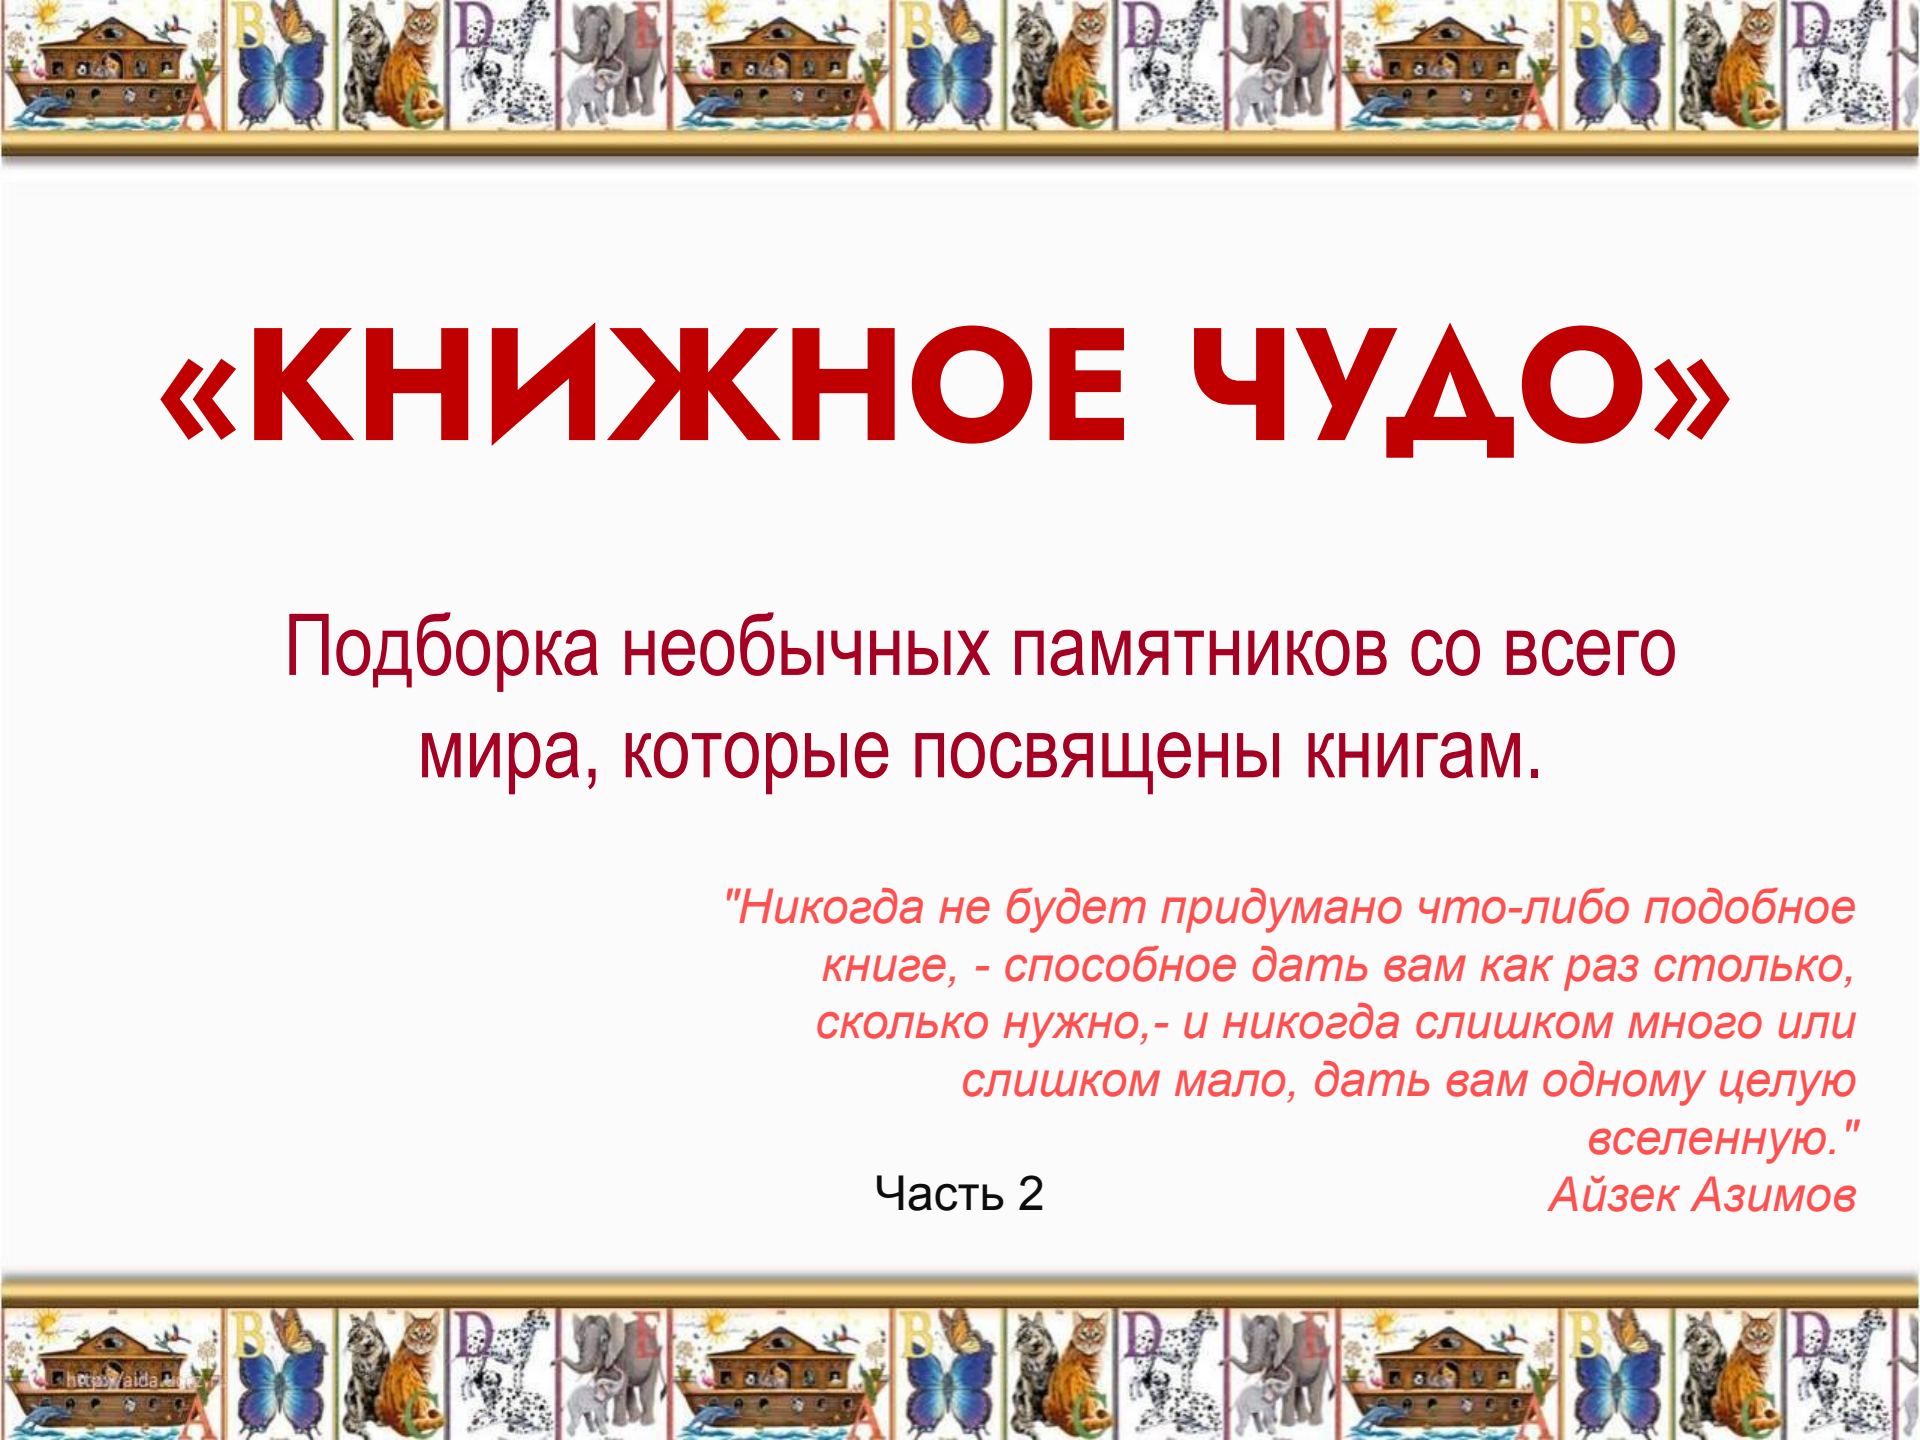 «КНИЖНОЕ ЧУДО»
Подборка необычных памятников со всего
мира, которые посвящены книгам.
"Никогда не будет придумано что-либо подобное
книге, - способное дать вам как раз столько,
сколько нужно,- и никогда слишком много или
слишком мало, дать вам одному целую
вселенную."
Айзек Азимов
Часть 2